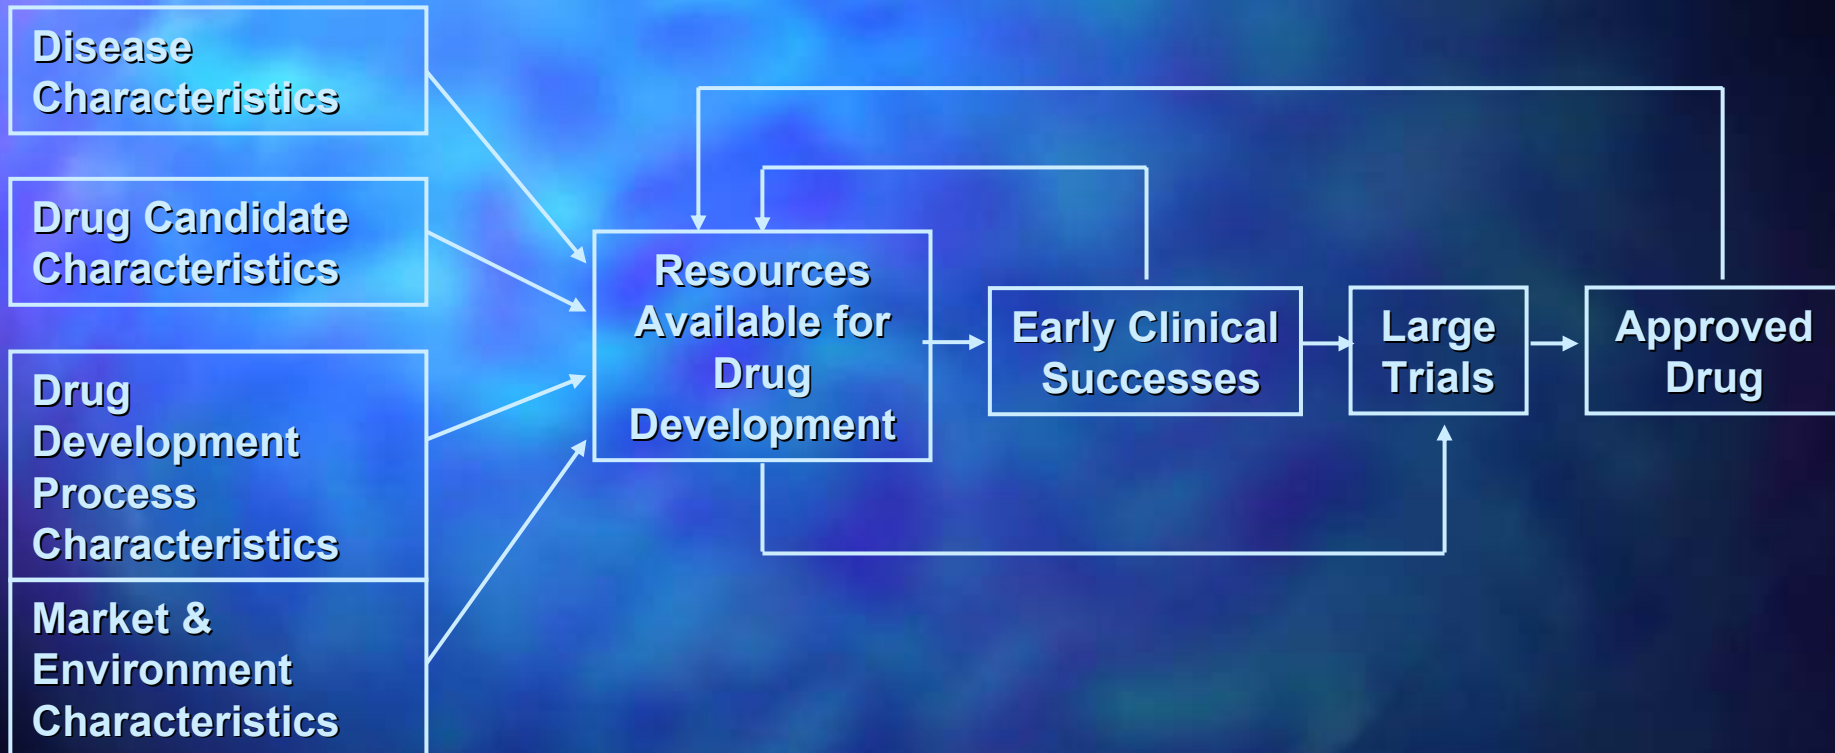 Disease
Characteristics
Drug Candidate
Characteristics
Drug
Development
Process
Characteristics
Market &
Environment
Characteristics
Resources
Available for
Drug
Development
Early Clinical
Successes
Large
Trials
Approved
Drug